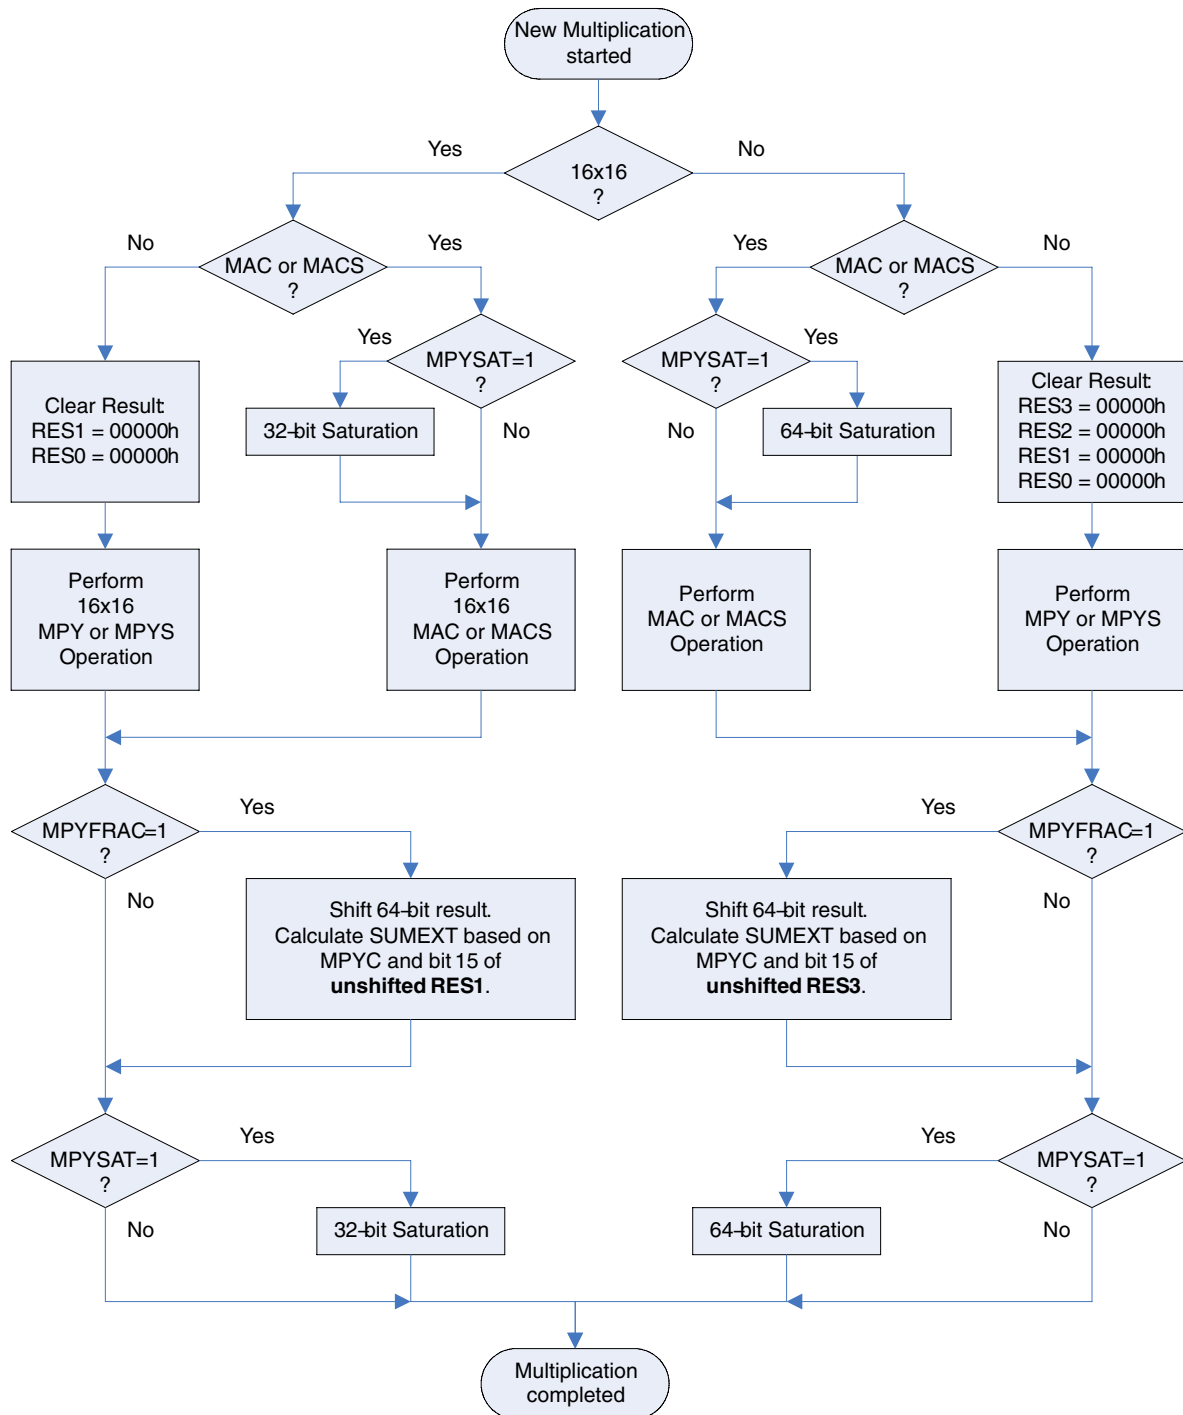 New Multiplication
started
Yes
No
16x16
?
No
Yes
Yes
No
MAC or MACS
?
MAC or MACS
?
Yes
MPYSAT=1
?
MPYSAT=1
?
Yes
Clear Result:
RES1 = 00000h
RES0 = 00000h
32-bit Saturation
No
No
64-bit Saturation
Clear Result:
RES3 = 00000h
RES2 = 00000h
RES1 = 00000h
RES0 = 00000h
Perform
16x16
MPY or MPYS
Operation
Perform
16x16
MAC or MACS
Operation
Perform
MAC or MACS
Operation
Perform
MPY or MPYS
Operation
MPYFRAC=1
?
Yes
Yes
MPYFRAC=1
?
No
No
Shift 64-bit result.
Calculate SUMEXT based on
MPYC and bit 15 of
unshifted RES1.
Shift 64-bit result.
Calculate SUMEXT based on
MPYC and bit 15 of
unshifted RES3.
MPYSAT=1
?
Yes
Yes
MPYSAT=1
?
No
32-bit Saturation
64-bit Saturation
No
Multiplication
completed